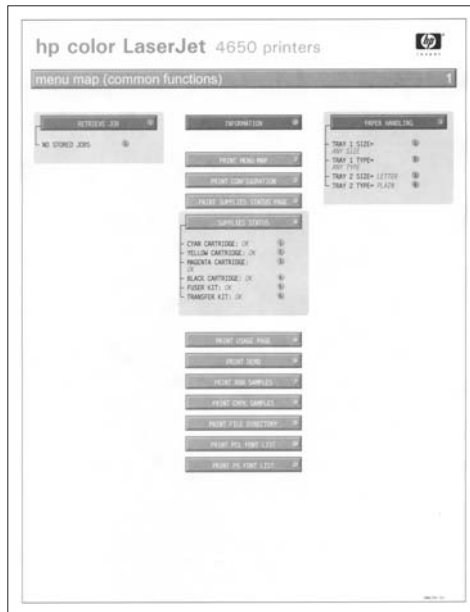 hp color LaserJet 4650 printers
hp
invent
menu map (common functions)
1
RETRIEVE JOB
NO STORED JOBS
INFORMATION
PRINT MENU MAP
PRINT CONFIGURATION
PRINT SUPPLIES STATUS PAGE
SUPPLIES STATUS
CYAN CARTRIDGE: OK
YELLOW CARTRIDGE: OK
MAGENTA CARTRIDGE:
OK
BLACK CARTRIDGE: OK
FUSER KIT: OK
TRANSFER KIT: OK
PRINT USAGE PAGE
PRINT DEMO
PRINT RGB SAMPLES
PRINT CMYK SAMPLES
PRINT FILE DIRECTORY
PRINT PCL FONT LIST
PRINT PS FONT LIST
PAPER HANDLING
TRAY 1 SIZE=
ANY SIZE
TRAY 1 TYPE=
ANY TYPE
TRAY 2 SIZE= LETTER
TRAY 2 TYPE= PLAIN